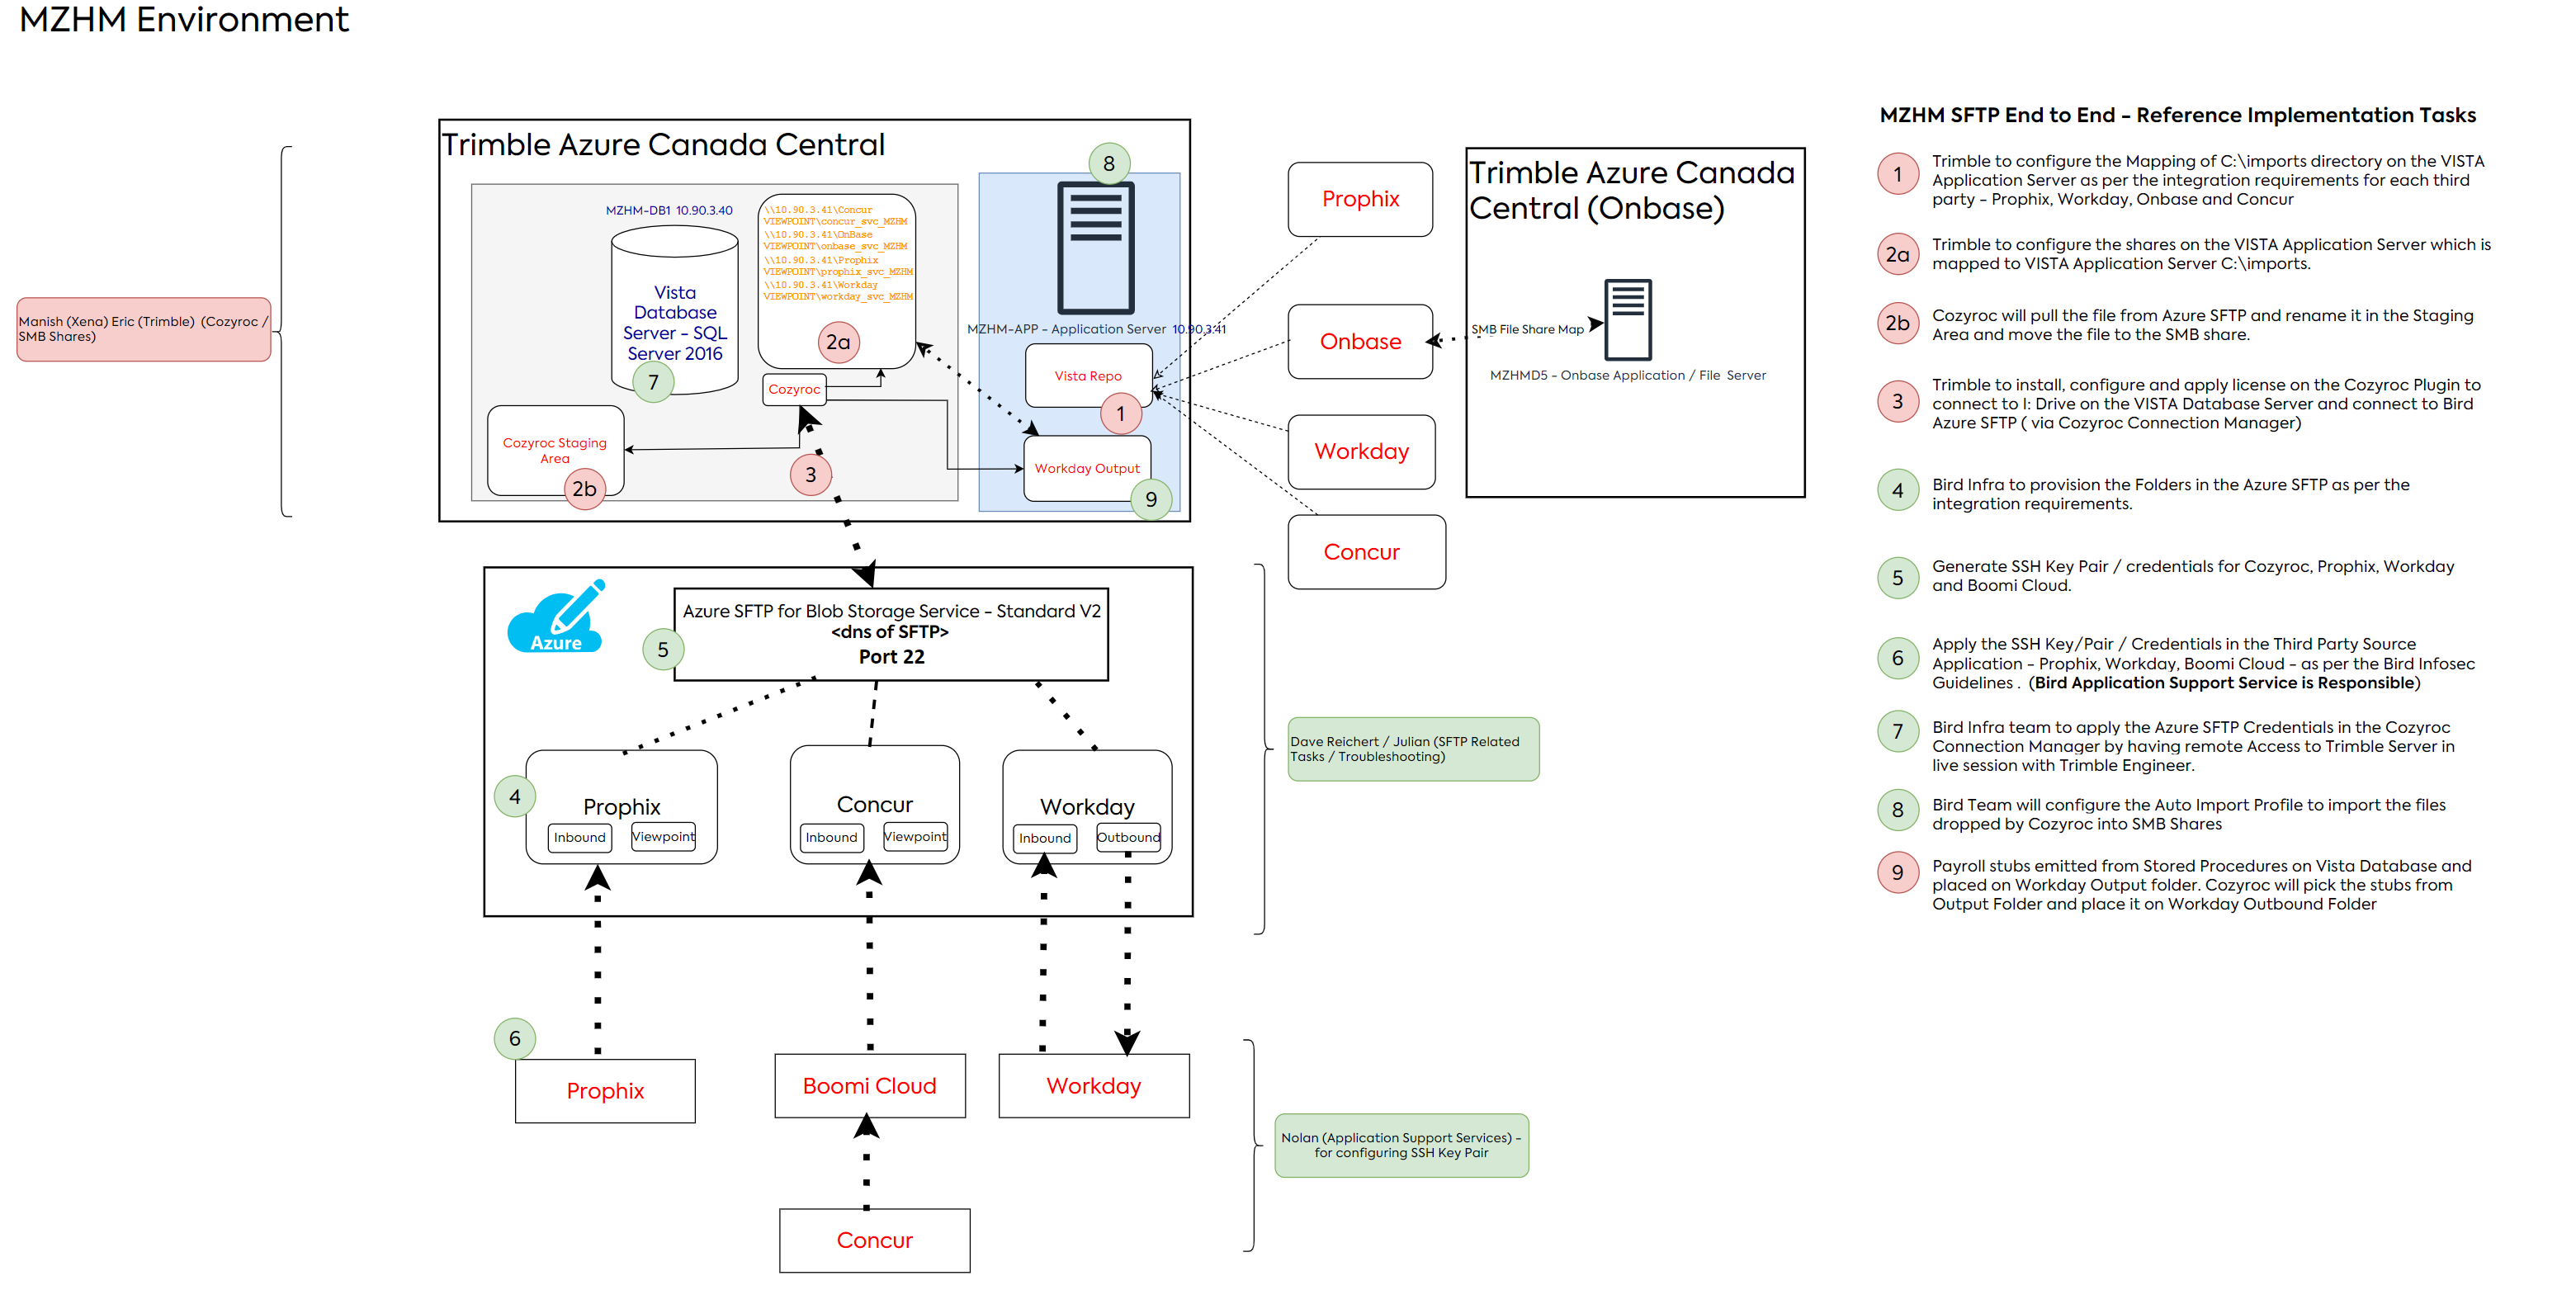 MZHM Environment
Manish (Xena) Eric (Trimble)  (Cozyroc /
SMB Shares)
Trimble Azure Canada Central
MZHM-DB1 10.90.3.40
Vista
Database
Server - SQL
Server 2016
7
\\10.90.3.41\Concur
VIEWPOINT\concur_svc_MZHM
\\10.90.3.41\OnBase
VIEWPOINT\onbase_svc_MZHM
\\10.90.3.41\Prophix
VIEWPOINT\prophix_svc_MZHM
\\10.90.3.41\Workday
VIEWPOINT\workday_svc_MZHM
2a
Cozyroc
Cozyroc Staging
Area
2b
3
8
MZHM-APP - Application Server 10.90.3.41
Vista Repo
1
Workday Output
9
Prophix
Onbase
Workday
Concur
Trimble Azure Canada
Central (Onbase)
SMB File Share Map
MZHMD5 - Onbase Application / File Server
Azure
Azure SFTP for Blob Storage Service - Standard V2
<dns of SFTP>
Port 22
5
4
Prophix
Inbound
Viewpoint
Concur
Inbound
Viewpoint
Workday
Inbound
Outbound
Dave Reichert / Julian (SFTP Related
Tasks / Troubleshooting)
6
Prophix
Boomi Cloud
Workday
Concur
Nolan (Application Support Services) -
for configuring SSH Key Pair
MZHM SFTP End to End - Reference Implementation Tasks
1
Trimble to configure the Mapping of C:\imports directory on the VISTA
Application Server as per the integration requirements for each third
party - Prophix, Workday, Onbase and Concur
2a
Trimble to configure the shares on the VISTA Application Server which is
mapped to VISTA Application Server C:\imports.
2b
Cozyroc will pull the file from Azure SFTP and rename it in the Staging
Area and move the file to the SMB share.
3
Trimble to install, configure and apply license on the Cozyroc Plugin to
connect to I: Drive on the VISTA Database Server and connect to Bird
Azure SFTP ( via Cozyroc Connection Manager)
4
Bird Infra to provision the Folders in the Azure SFTP as per the
integration requirements.
5
Generate SSH Key Pair / credentials for Cozyroc, Prophix, Workday
and Boomi Cloud.
6
Apply the SSH Key/Pair / Credentials in the Third Party Source
Application - Prophix, Workday, Boomi Cloud - as per the Bird Infosec
Guidelines . (Bird Application Support Service is Responsible)
7
Bird Infra team to apply the Azure SFTP Credentials in the Cozyroc
Connection Manager by having remote Access to Trimble Server in
live session with Trimble Engineer.
8
Bird Team will configure the Auto Import Profile to import the files
dropped by Cozyroc into SMB Shares
9
Payroll stubs emitted from Stored Procedures on Vista Database and
placed on Workday Output folder. Cozyroc will pick the stubs from
Output Folder and place it on Workday Outbound Folder